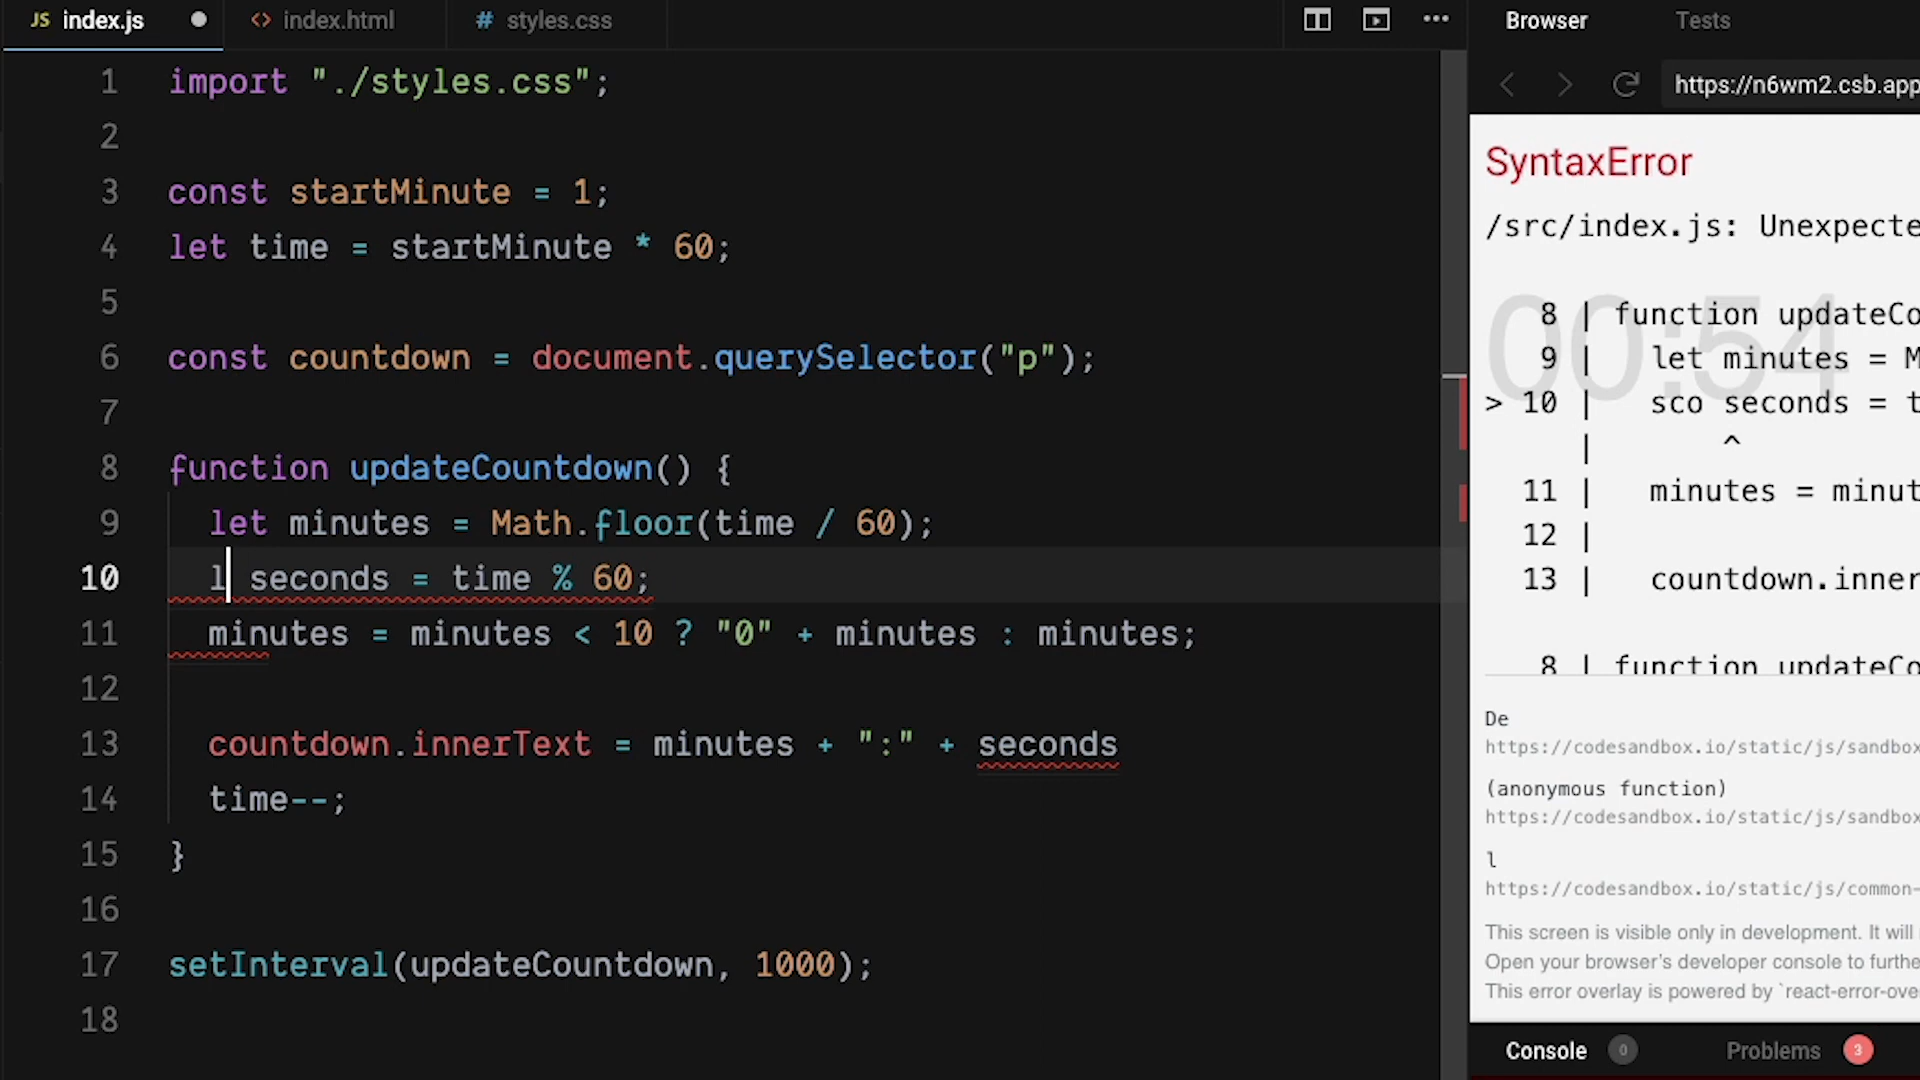 JS index.js
<> index.html
# styles.css
Browser
Tests
https://n6wm2.csb.app
1 import "./styles.css";
2
3 const startMinute = 1;
4 let time = startMinute * 60;
5
6 const countdown = document.querySelector("p");
7
8 function updateCountdown() {
9 let minutes = Math.floor(time / 60);
10 l seconds = time % 60;
11 minutes = minutes < 10 ? "0" + minutes : minutes;
12
13 countdown.innerText = minutes + ":" + seconds
14 time--;
15 }
16
17 setInterval(updateCountdown, 1000);
18
SyntaxError
/src/index.js: Unexpecte
00:54
8 | function updateCo
9 | let minutes = M
> 10 | sco seconds = t
| ^
11 | minutes = minut
12 |
13 | countdown.inner
8 | function updateCo
De
https://codesandbox.io/static/js/sandbox
(anonymous function)
https://codesandbox.io/static/js/sandbox
l
https://codesandbox.io/static/js/common-
This screen is visible only in development. It will
Open your browser's developer console to furthe
This error overlay is powered by `react-error-ove
Console 0
Problems 3